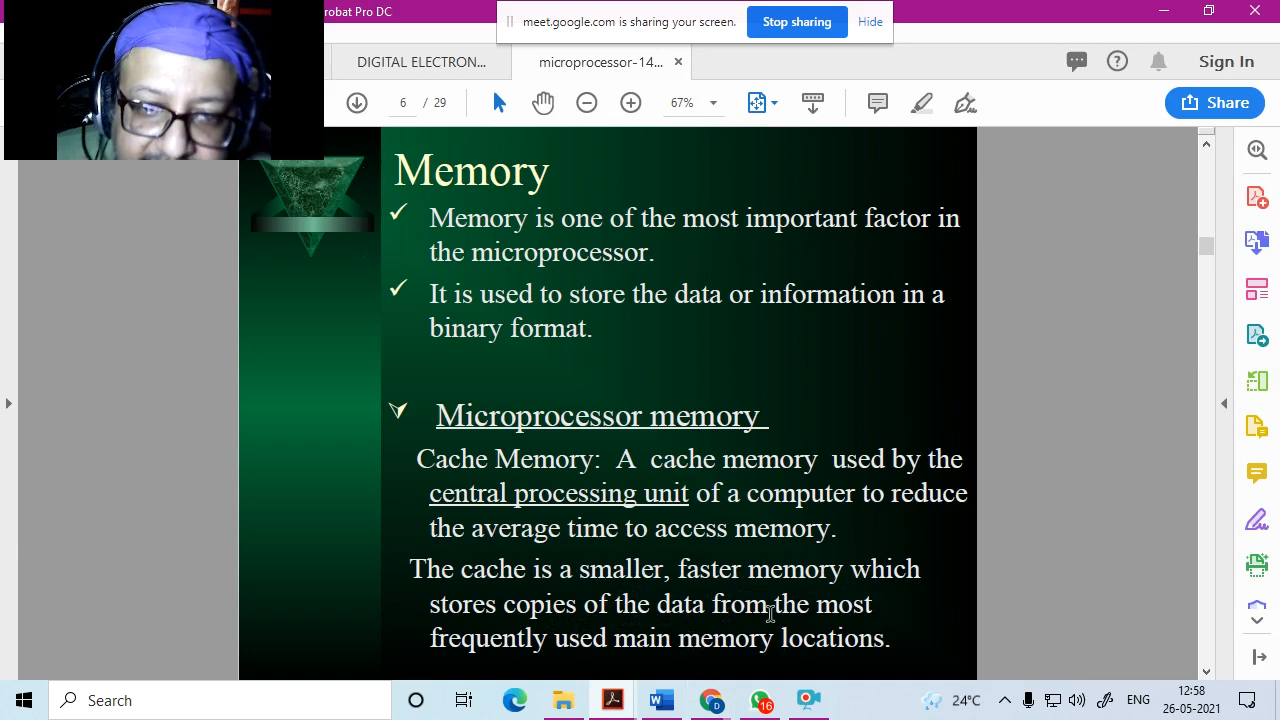 robat Pro DC
meet.google.com is sharing your screen.
Stop sharing
Hide
DIGITAL ELECTRON...
microprocessor-14...
Sign In
6 / 29
67%
Share
Memory
Memory is one of the most important factor in
the microprocessor.
It is used to store the data or information in a
binary format.
Microprocessor memory
Cache Memory: A cache memory used by the
central processing unit of a computer to reduce
the average time to access memory.
The cache is a smaller, faster memory which
stores copies of the data from the most
frequently used main memory locations.
Search
W
D
16
24°C
ENG
12:58
26-05-2021